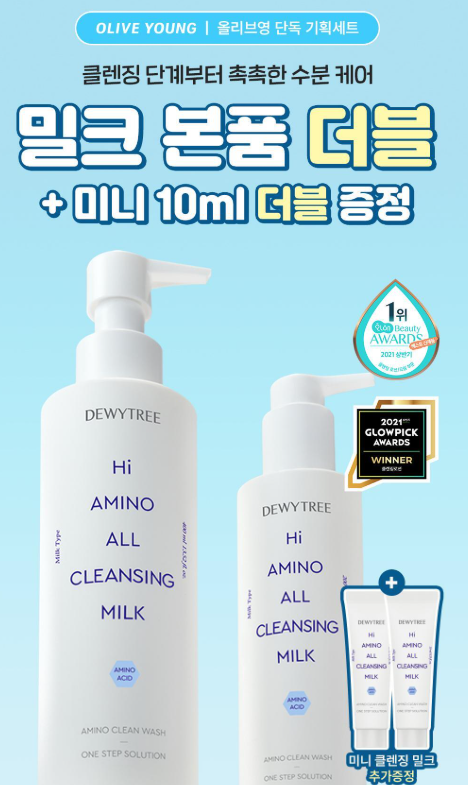 OLIVE YOUNG | 올리브영 단독 기획세트
클렌징 단계부터 촉촉한 수분 케어
밀크 본품 더블
+ 미니 10ml 더블 증정
1위
Beauty
AWARDS
2021 상반기
2021
GLOWPICK
AWARDS
WINNER
클렌징로션
DEWYTREE
Hi
AMINO
ALL
CLEANSING
MILK
Milk Type
AMINO
ACID
AMINO CLEAN WASH
ONE STEP SOLUTION
DEWYTREE
Hi
AMINO
ALL
CLEANSING
MILK
Milk Type
AMINO
ACID
AMINO CLEAN WASH
ONE STEP SOLUTION
+
DEWYTREE
Hi
AMINO
ALL
CLEANSING
MILK
DEWYTREE
Hi
AMINO
ALL
CLEANSING
MILK
미니 클렌징 밀크
추가증정